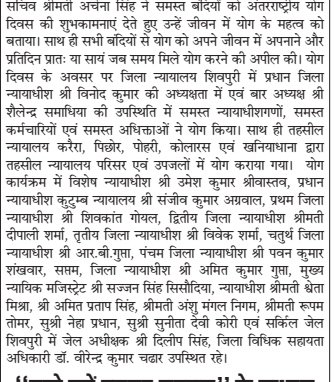 सचिव श्रीमती अर्चना सिंह ने समस्त बंदियों को अंतरराष्ट्रीय योग
दिवस की शुभकामनाएं देते हुए उन्हें जीवन में योग के महत्व को
बताया। साथ ही सभी बंदियों से योग को अपने जीवन में अपनाने और
प्रतिदिन प्रातः या सायं जब समय मिले योग करने की अपील की। योग
दिवस के अवसर पर जिला न्यायालय शिवपुरी में प्रधान जिला
न्यायाधीश श्री विनोद कुमार की अध्यक्षता में एवं बार अध्यक्ष श्री
शैलेन्द्र समाधिया की उपस्थिति में समस्त न्यायाधीशगणों, समस्त
कर्मचारियों एवं समस्त अधिक्ताओं ने योग किया। साथ ही तहसील
न्यायालय करैरा, पिछोर, पोहरी, कोलारस एवं खनियाधाना द्वारा
तहसील न्यायालय परिसर एवं उपजलों में योग कराया गया। योग
कार्यक्रम में विशेष न्यायाधीश श्री उमेश कुमार श्रीवास्तव, प्रधान
न्यायाधीश कुटुम्ब न्यायालय श्री संजीव कुमार अग्रवाल, प्रथम जिला
न्यायाधीश श्री शिवकांत गोयल, द्वितीय जिला न्यायाधीश श्रीमती
दीपाली शर्मा, तृतीय जिला न्यायाधीश श्री विवेक शर्मा, चतुर्थ जिला
न्यायाधीश श्री आर.बी.गुप्ता, पंचम जिला न्यायाधीश श्री पवन कुमार
शंखवार, सप्तम, जिला न्यायाधीश श्री अमित कुमार गुप्ता, मुख्य
न्यायिक मजिस्ट्रेट श्री सज्जन सिंह सिसौदिया, न्यायाधीश श्रीमती श्वेता
मिश्रा, श्री अमित प्रताप सिंह, श्रीमती अंशु मंगल निगम, श्रीमती रूपम
तोमर, सुश्री नेहा प्रधान, सुश्री सुनीता देवी कोरी एवं सर्किल जेल
शिवपुरी में जेल अधीक्षक श्री दिलीप सिंह, जिला विधिक सहायता
अधिकारी डॉ. वीरेन्द्र कुमार चढार उपस्थित रहे।